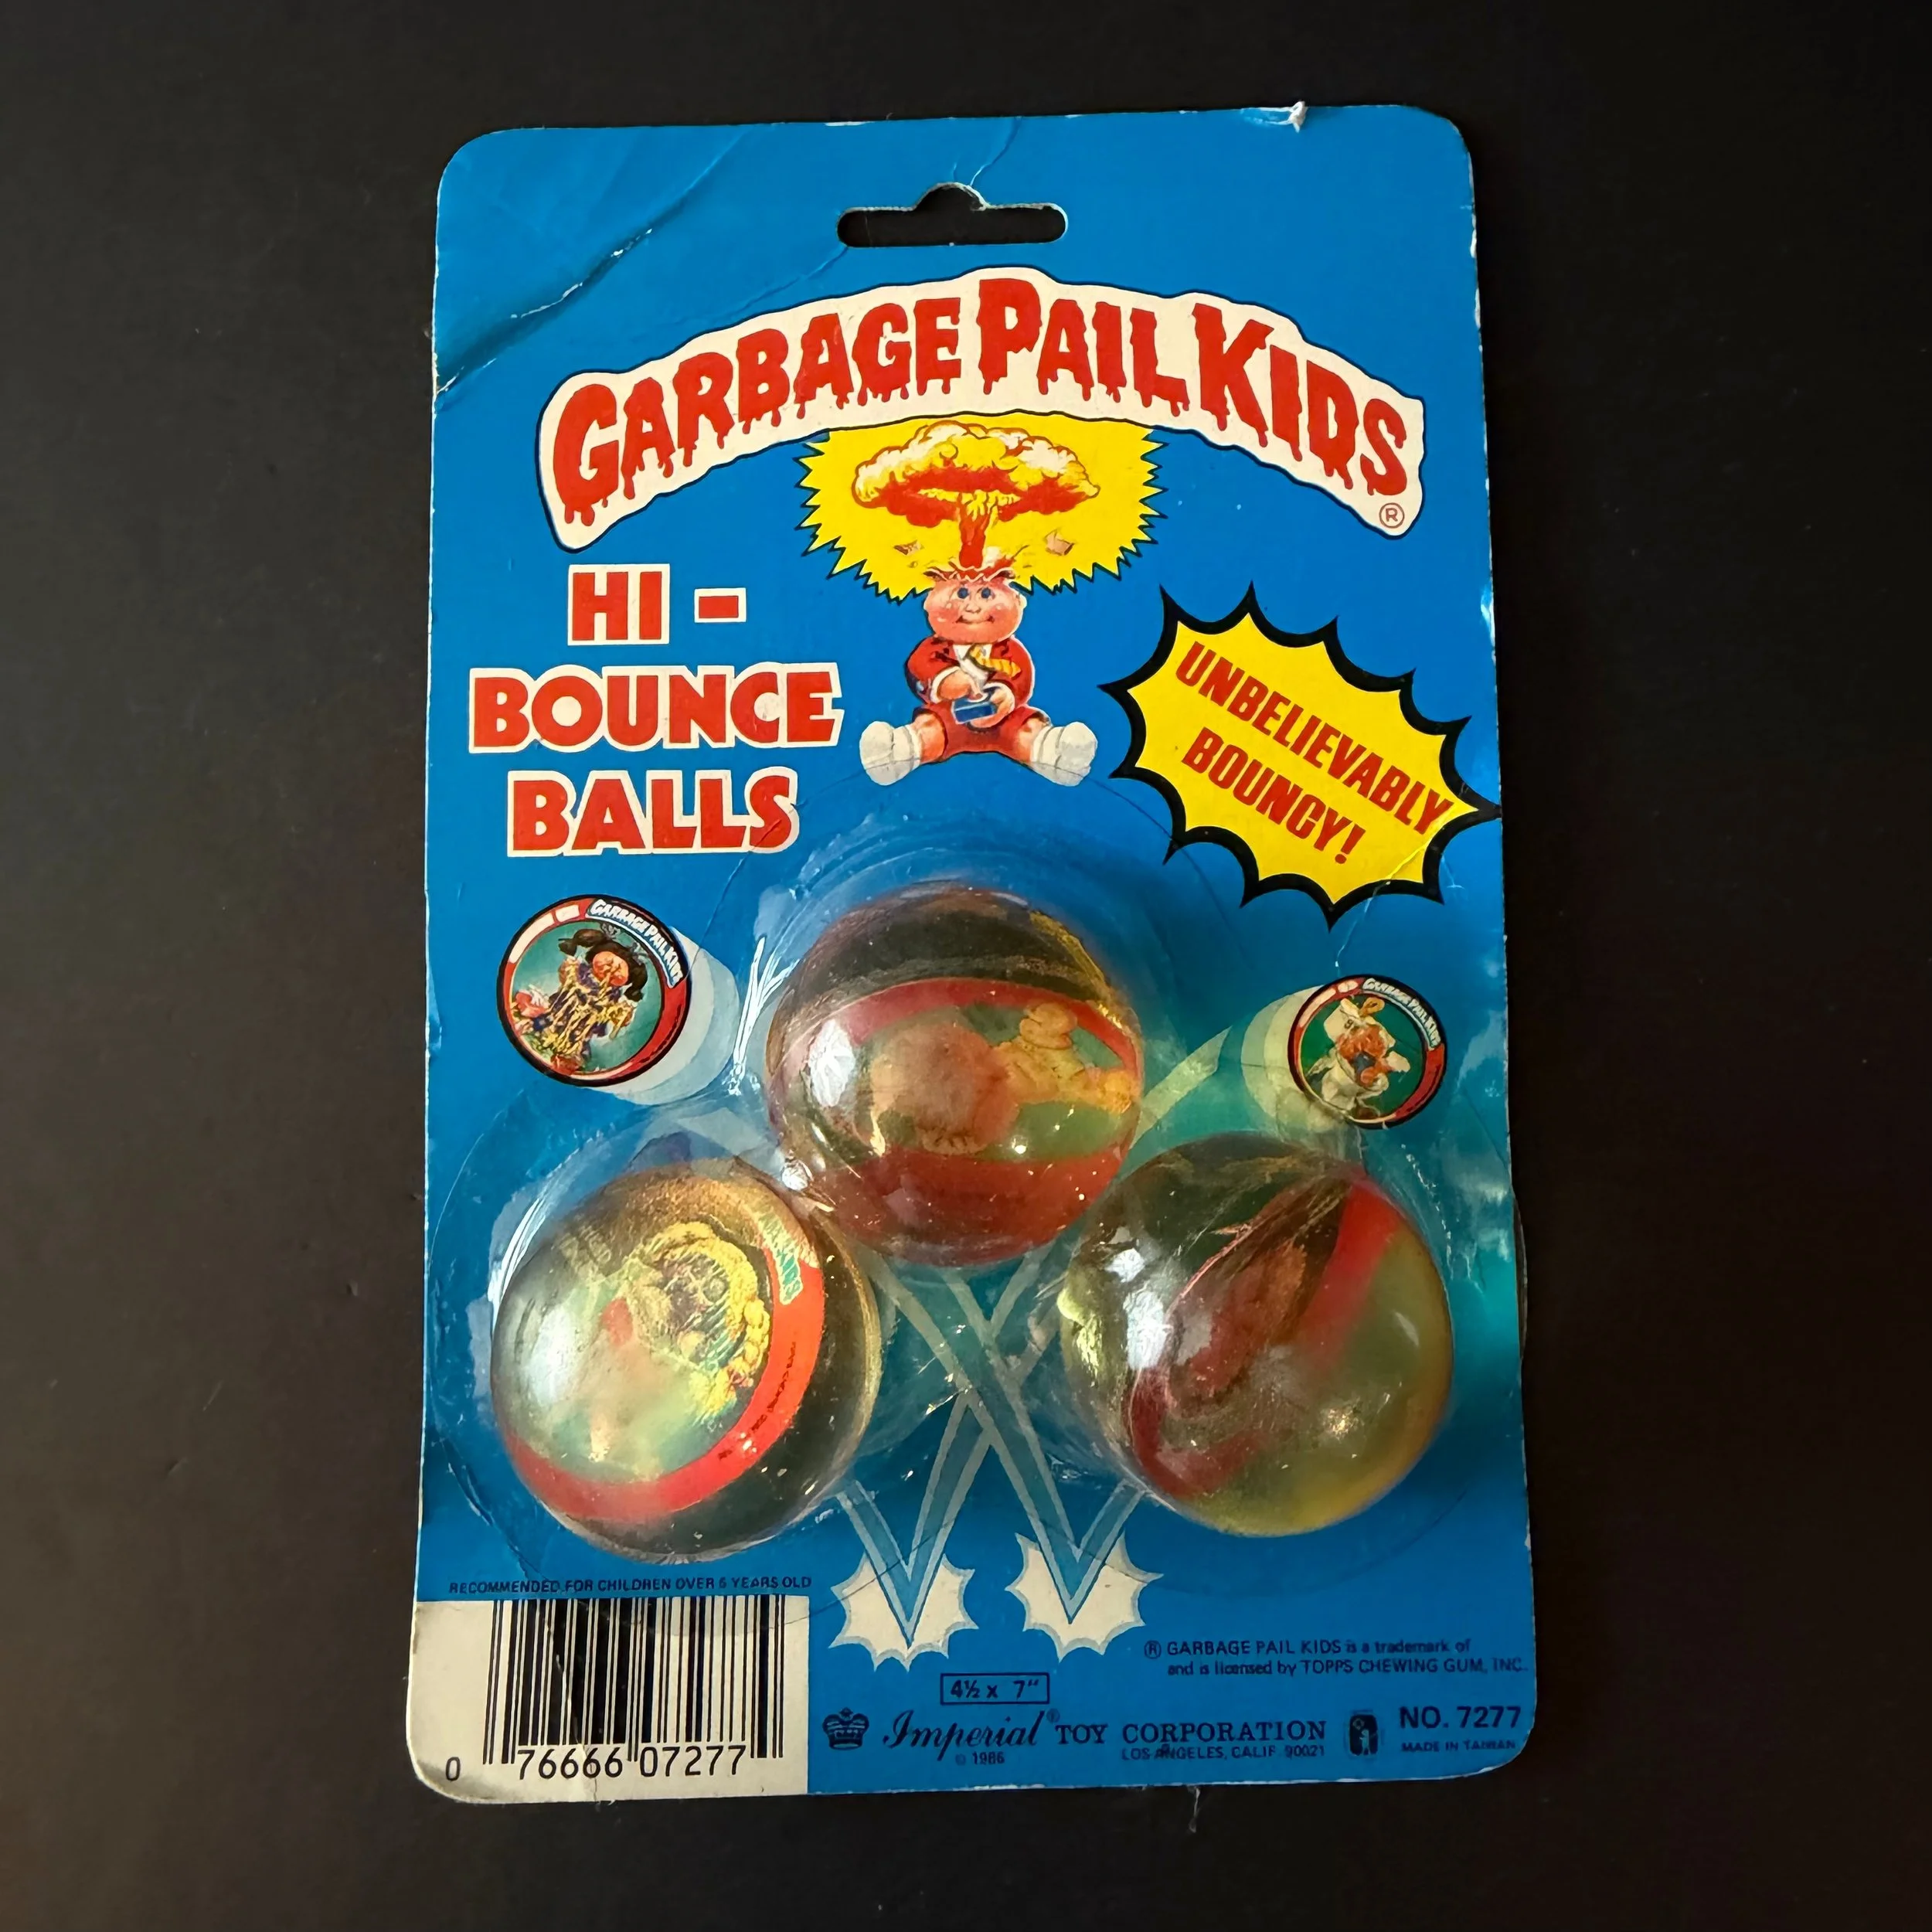 GARBAGE PAIL KIDS
®
HI -
BOUNCE
BALLS
UNBELIEVABLY
BOUNCY!
GARBAGE PAIL KIDS
GARBAGE PAIL KIDS
RECOMMENDED FOR CHILDREN OVER 5 YEARS OLD
0 76666 07277
® GARBAGE PAIL KIDS is a trademark of
and is licensed by TOPPS CHEWING GUM, INC.
4½ x 7"
Imperial® TOY CORPORATION
© 1986
LOS ANGELES, CALIF. 90021
NO. 7277
MADE IN TAIWAN